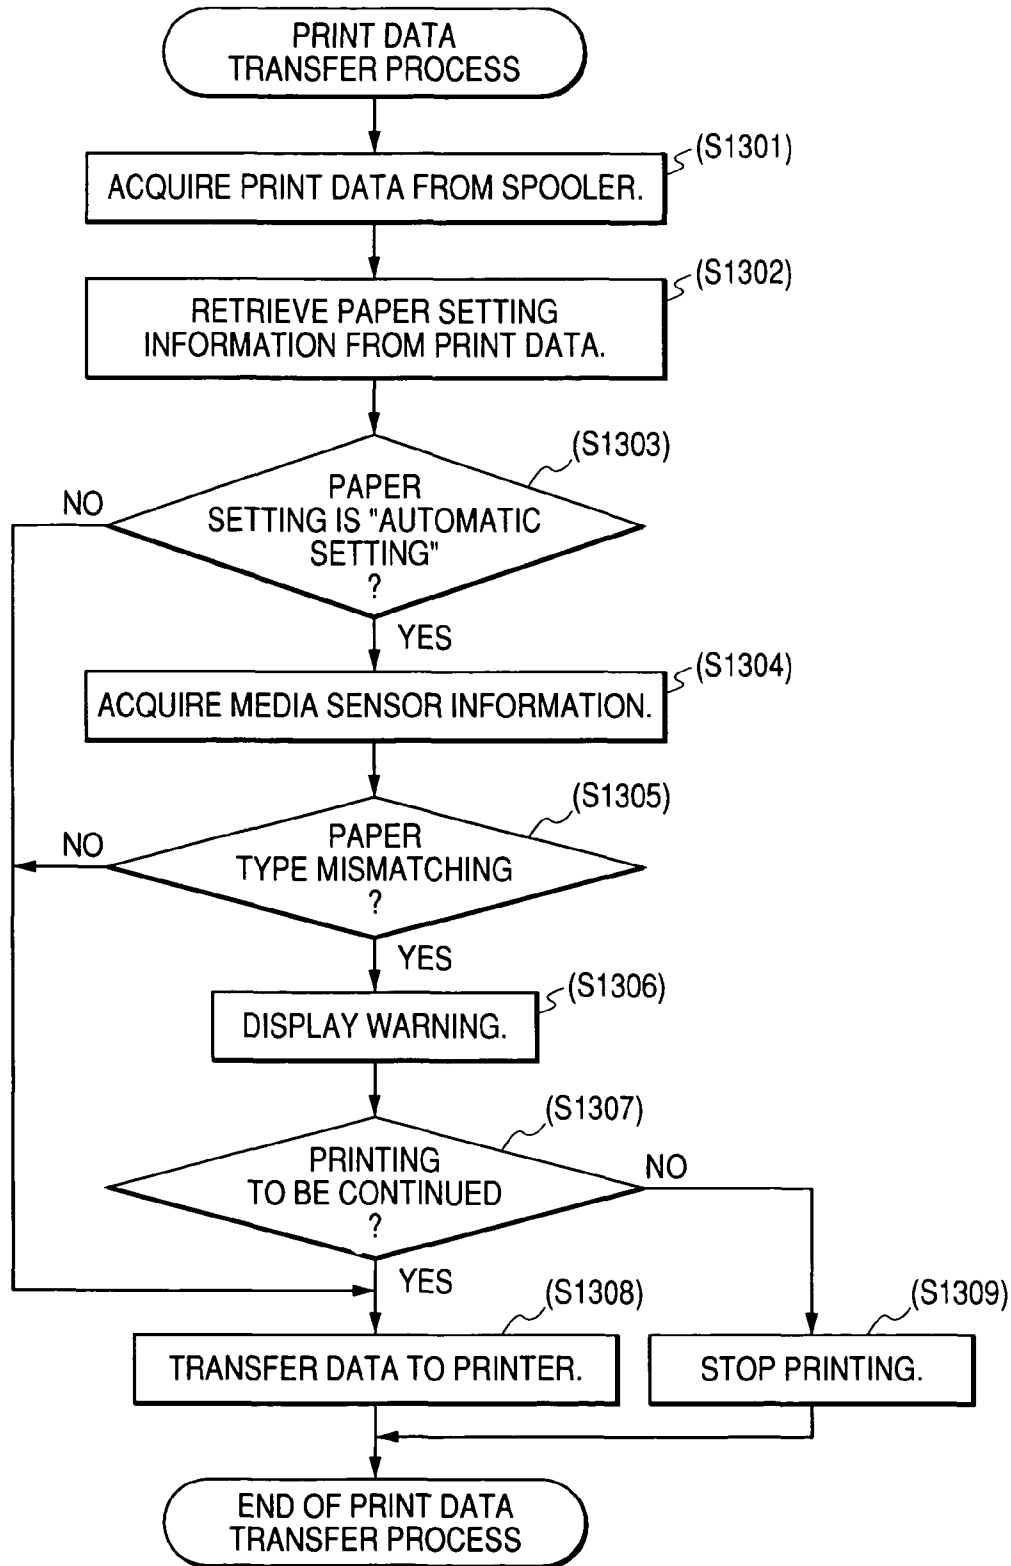 PRINT DATA
TRANSFER PROCESS
(S1301)
ACQUIRE PRINT DATA FROM SPOOLER.
(S1302)
RETRIEVE PAPER SETTING
INFORMATION FROM PRINT DATA.
(S1303)
NO
PAPER
SETTING IS "AUTOMATIC
SETTING"
?
YES
(S1304)
ACQUIRE MEDIA SENSOR INFORMATION.
(S1305)
NO
PAPER
TYPE MISMATCHING
?
YES
(S1306)
DISPLAY WARNING.
(S1307)
PRINTING
TO BE CONTINUED
?
NO
YES
(S1308)
TRANSFER DATA TO PRINTER.
(S1309)
STOP PRINTING.
END OF PRINT DATA
TRANSFER PROCESS